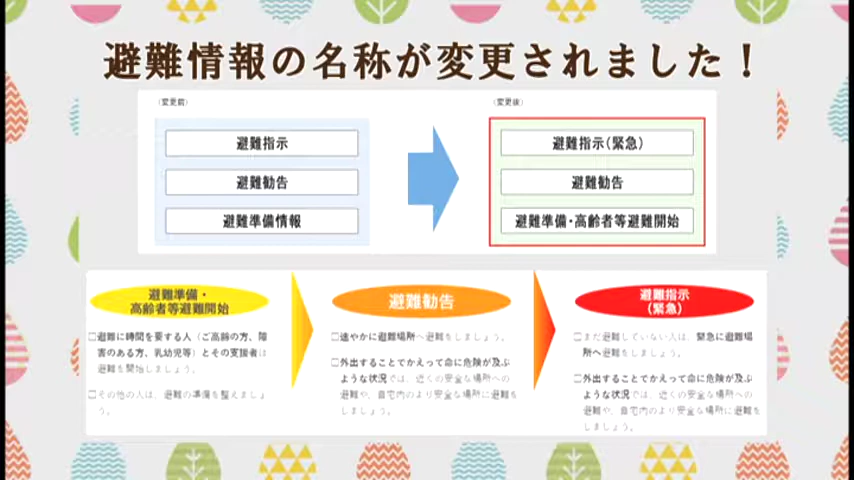 避難情報の名称が変更されました！
（変更前）
避難指示
避難勧告
避難準備情報
（変更後）
避難指示（緊急）
避難勧告
避難準備・高齢者等避難開始
避難準備・
高齢者等避難開始
□避難に時間を要する人（ご高齢の方、障
害のある方、乳幼児等）とその支援者は
避難を開始しましょう。
□その他の人は、避難の準備を整えましょ
う。
避難勧告
□速やかに避難場所へ避難をしましょう。
□外出することでかえって命に危険が及ぶ
ような状況では、近くの安全な場所への
避難や、自宅内のより安全な場所に避難を
しましょう。
避難指示
（緊急）
□まだ避難していない人は、緊急に避難場
所へ避難をしましょう。
□外出することでかえって命に危険が及ぶ
ような状況では、近くの安全な場所への
避難や、自宅内のより安全な場所に避難を
しましょう。